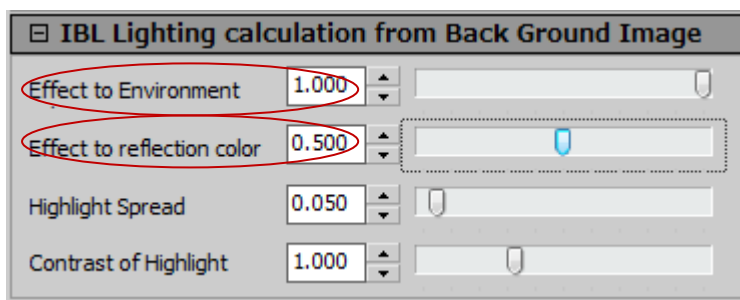 IBL Lighting calculation from Back Ground Image
Effect to Environment 1.000
Effect to reflection color 0.500
Highlight Spread 0.050
Contrast of Highlight 1.000